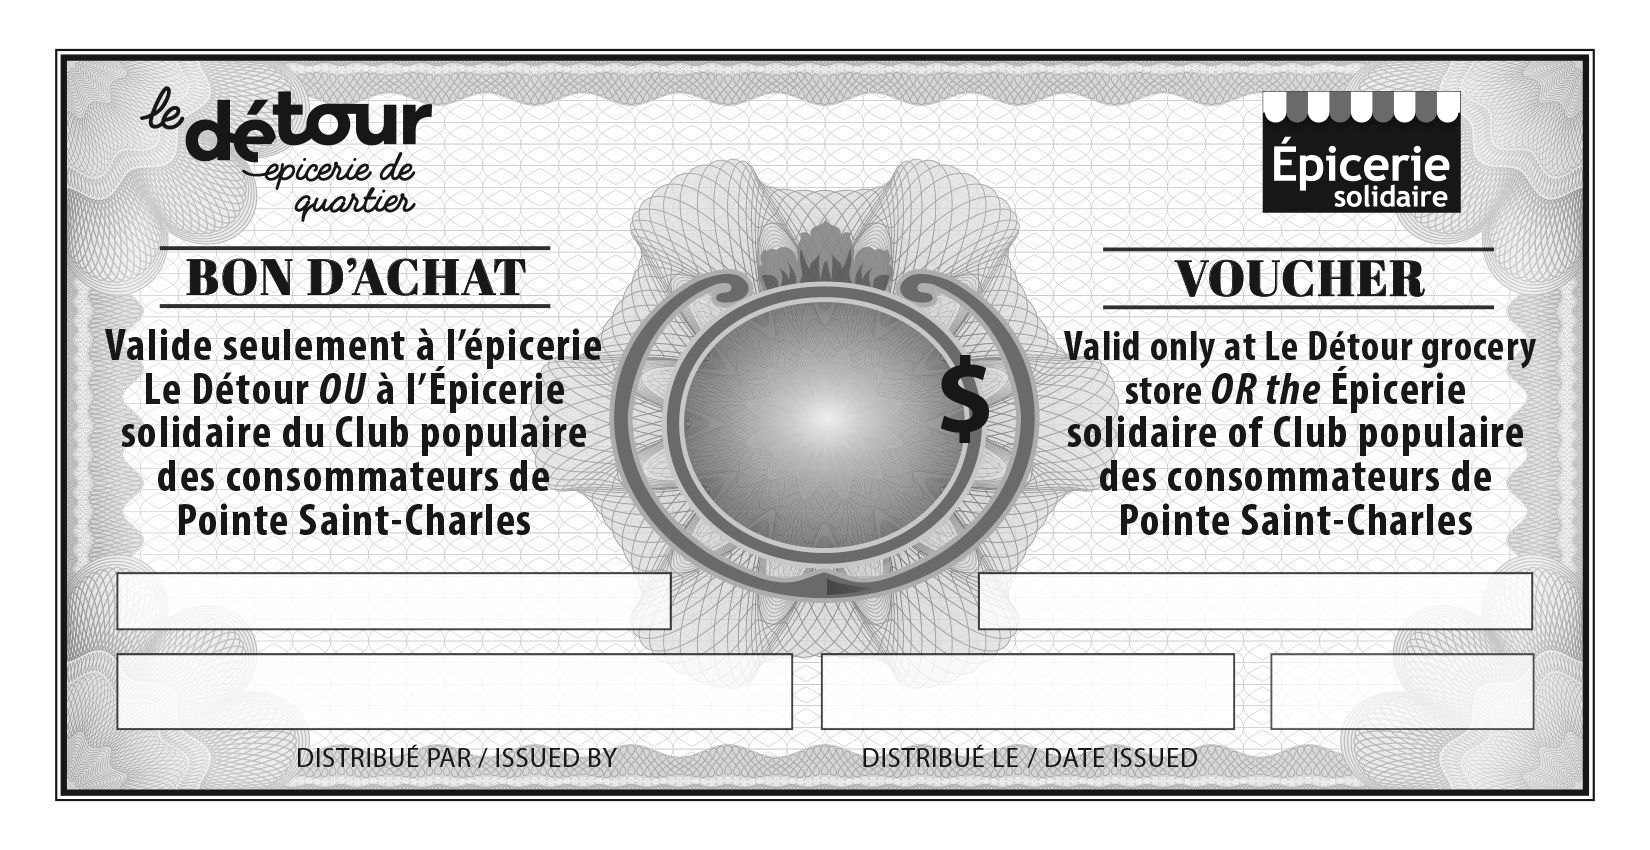 le détour
epicerie de
quartier
Épicerie
solidaire
BON D’ACHAT
Valide seulement à l’épicerie
Le Détour OU à l’Épicerie
solidaire du Club populaire
des consommateurs de
Pointe Saint-Charles
$
VOUCHER
Valid only at Le Détour grocery
store OR the Épicerie
solidaire of Club populaire
des consommateurs de
Pointe Saint-Charles
DISTRIBUÉ PAR / ISSUED BY
DISTRIBUÉ LE / DATE ISSUED